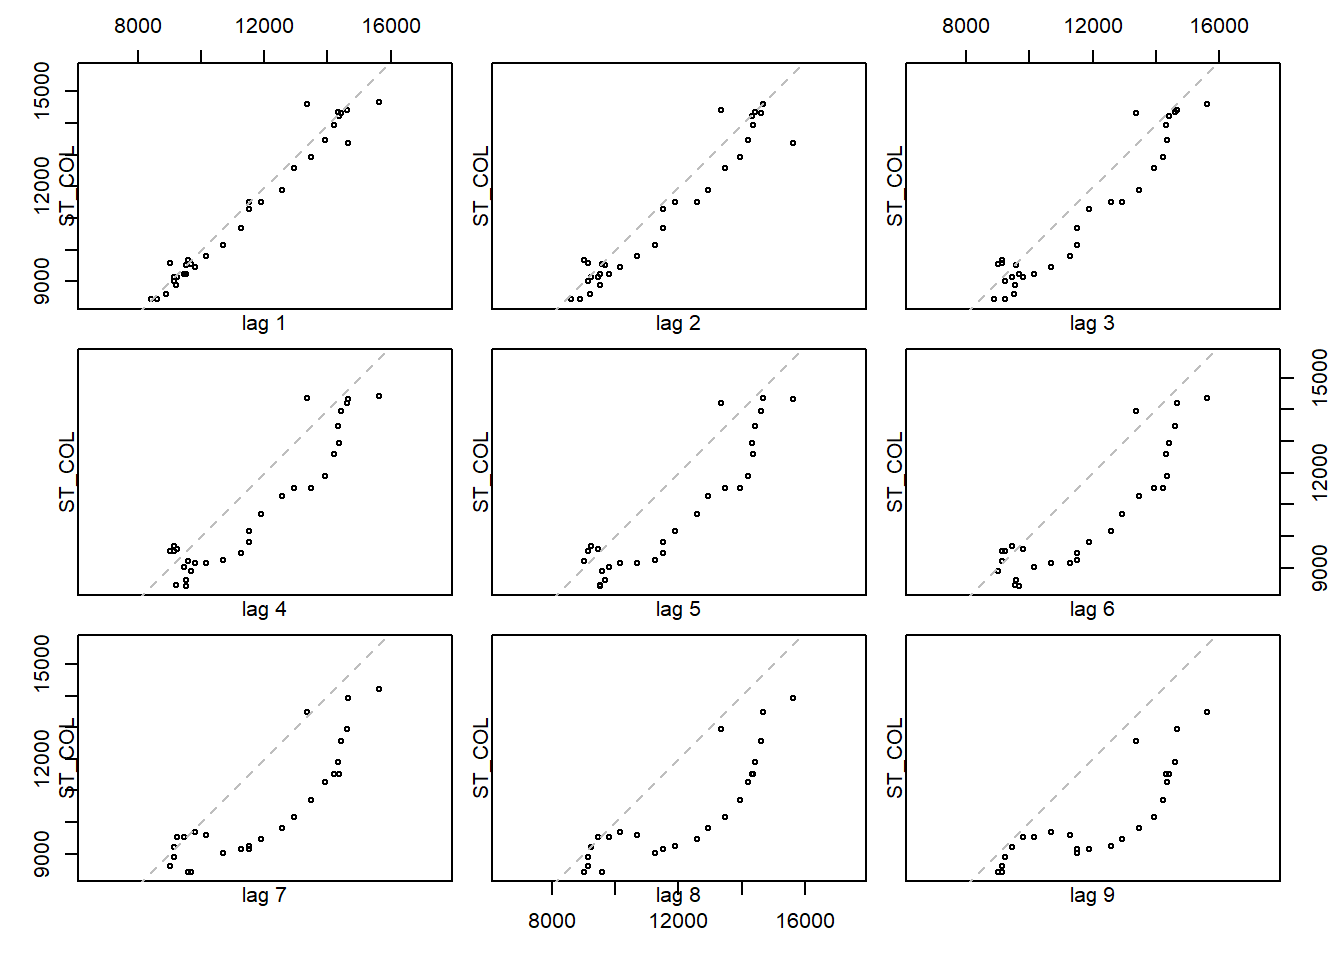 8000 12000 16000 8000 12000 16000
15000
12000
9000
ST_COL
lag 1
ST_COL
lag 2
ST_COL
lag 3
ST_COL
lag 4
ST_COL
lag 5
ST_COL
lag 6
15000
12000
9000
15000
12000
9000
ST_COL
lag 7
ST_COL
lag 8
ST_COL
lag 9
8000 12000 16000